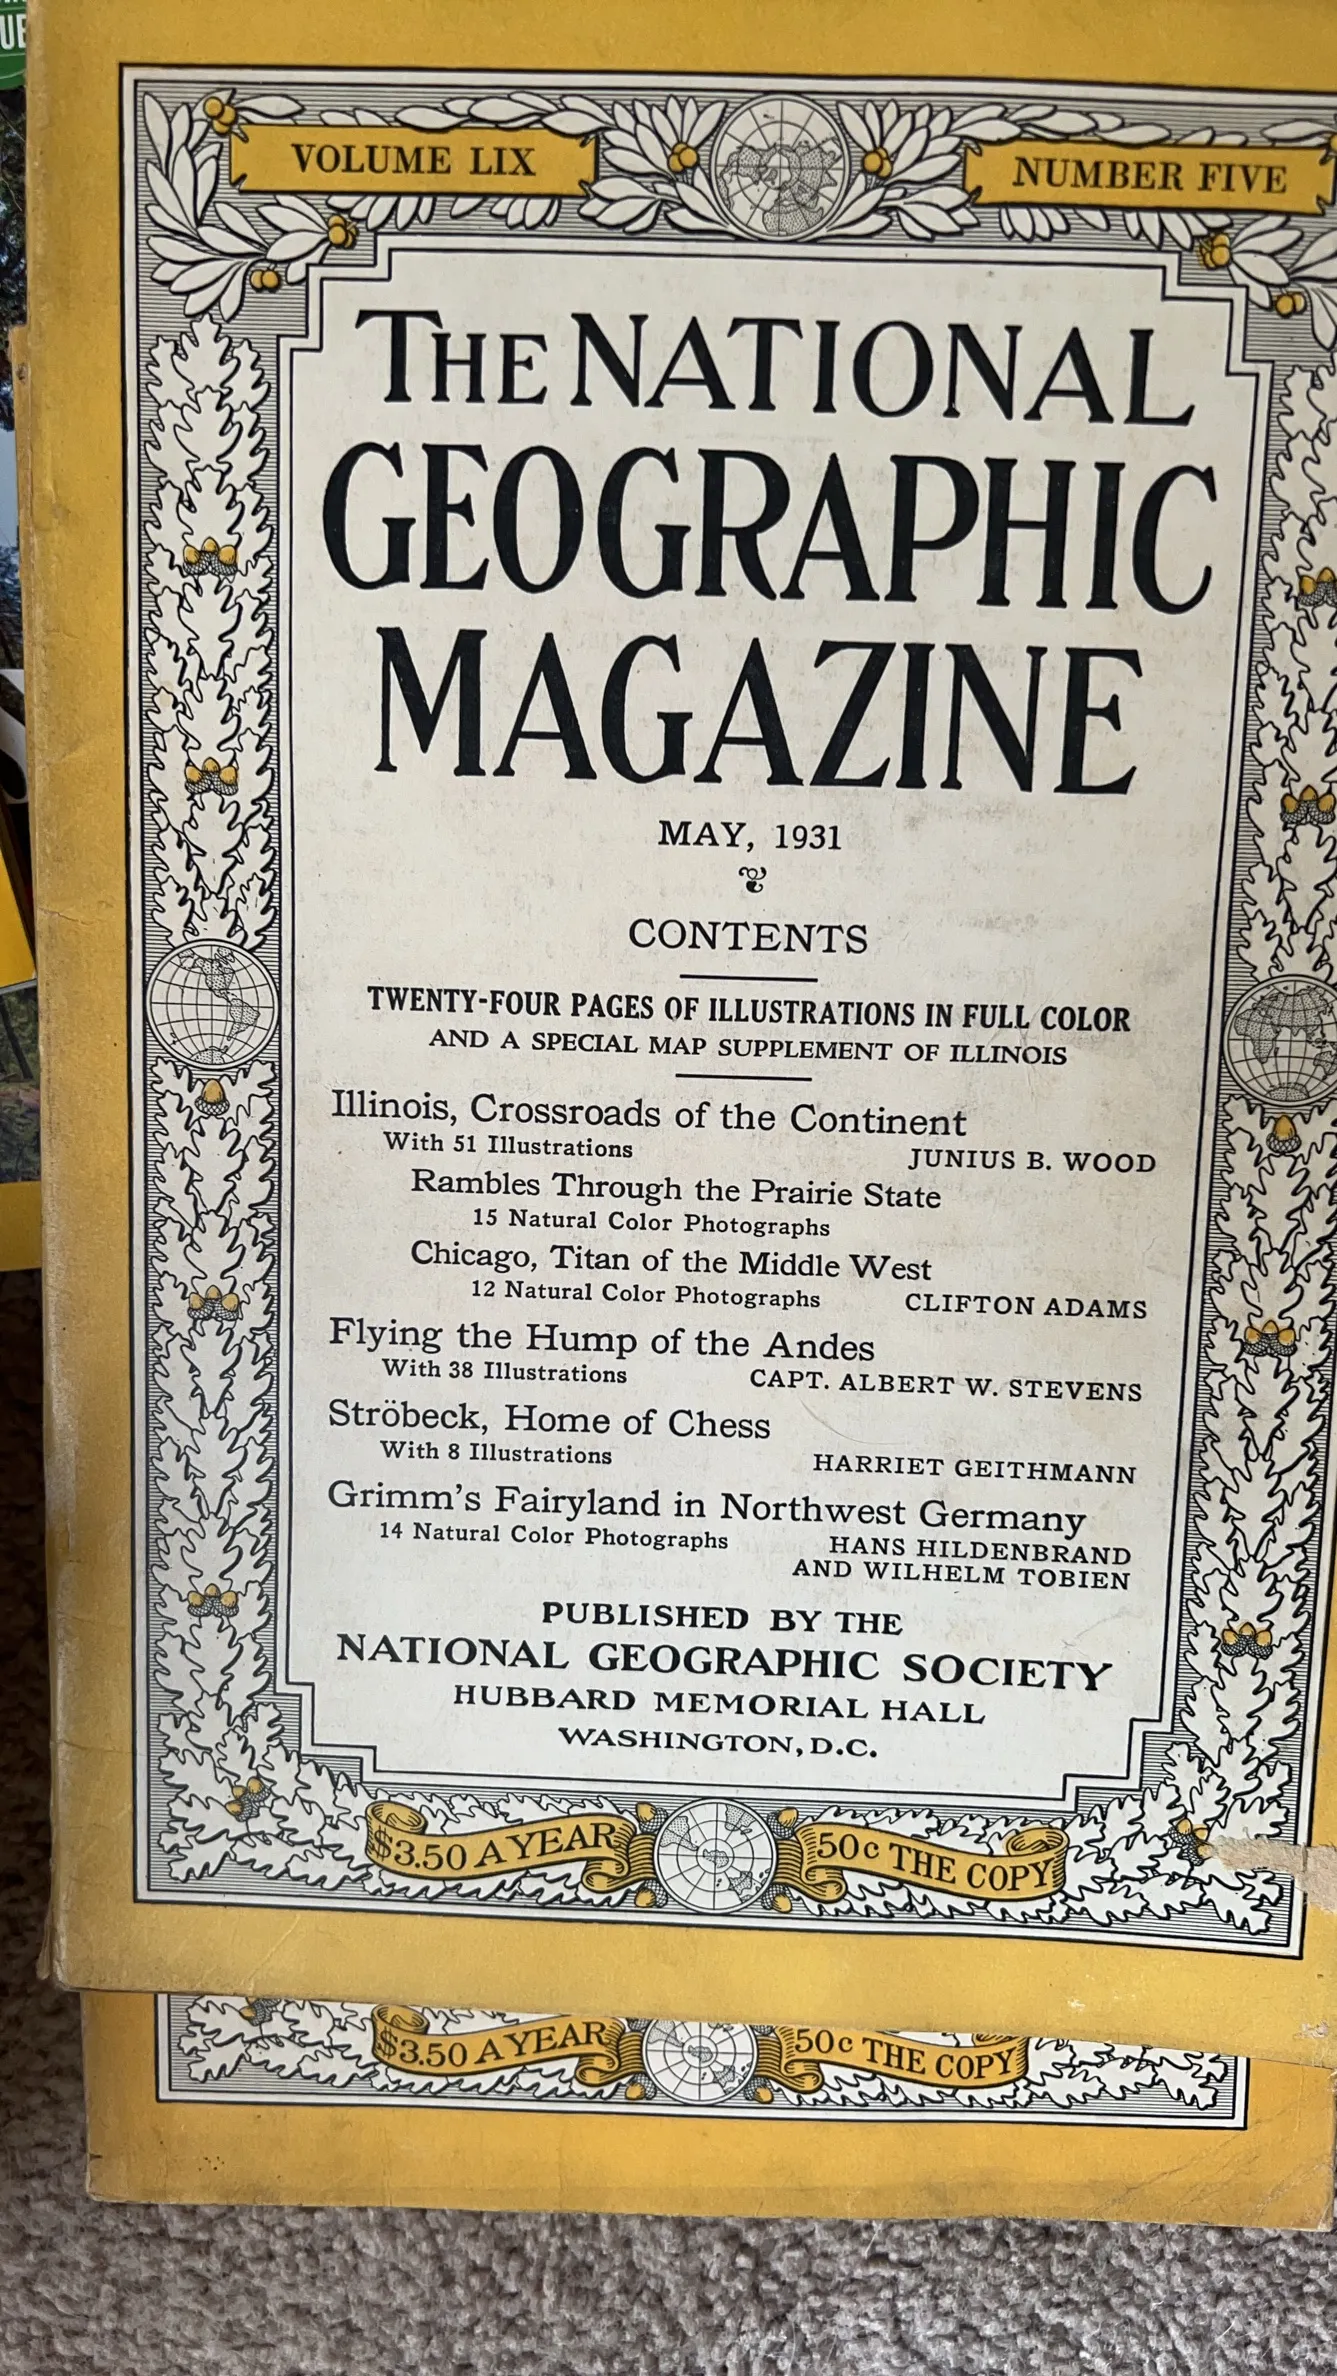 UE
VOLUME LIX
NUMBER FIVE
THE NATIONAL
GEOGRAPHIC
MAGAZINE
MAY, 1931
CONTENTS
TWENTY-FOUR PAGES OF ILLUSTRATIONS IN FULL COLOR
AND A SPECIAL MAP SUPPLEMENT OF ILLINOIS
Illinois, Crossroads of the Continent
With 51 Illustrations JUNIUS B. WOOD
Rambles Through the Prairie State
15 Natural Color Photographs
Chicago, Titan of the Middle West
12 Natural Color Photographs CLIFTON ADAMS
Flying the Hump of the Andes
With 38 Illustrations CAPT. ALBERT W. STEVENS
Ströbeck, Home of Chess
With 8 Illustrations HARRIET GEITHMANN
Grimm's Fairyland in Northwest Germany
14 Natural Color Photographs HANS HILDENBRAND
AND WILHELM TOBIEN
PUBLISHED BY THE
NATIONAL GEOGRAPHIC SOCIETY
HUBBARD MEMORIAL HALL
WASHINGTON, D.C.
$3.50 A YEAR
50c THE COPY
$3.50 A YEAR
50c THE COPY